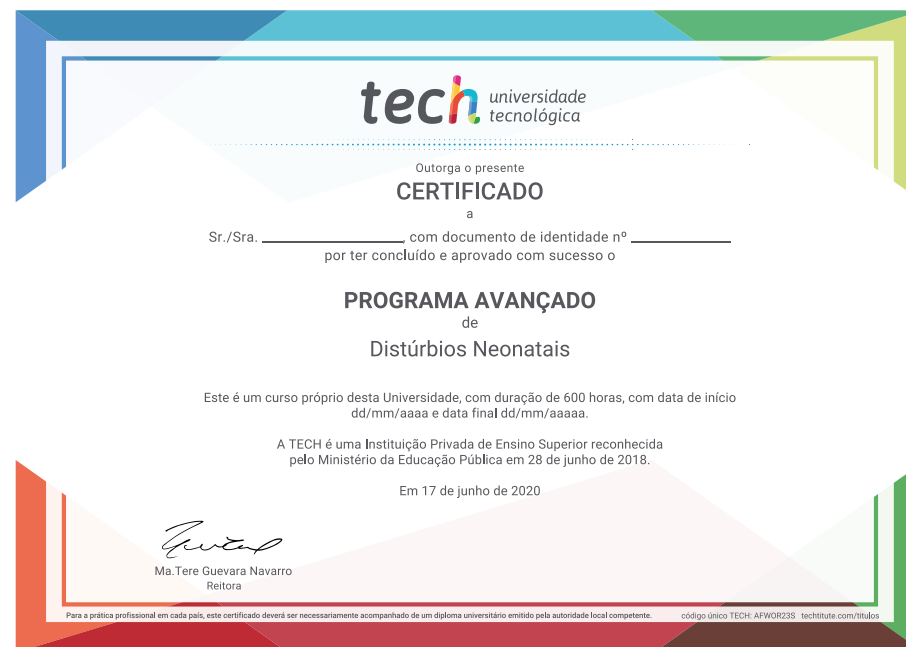 tech universidade
tecnológica
Outorga o presente
CERTIFICADO
a
Sr./Sra. ____________, com documento de identidade nº ____________
por ter concluído e aprovado com sucesso o
PROGRAMA AVANÇADO
de
Distúrbios Neonatais
Este é um curso próprio desta Universidade, com duração de 600 horas, com data de início
dd/mm/aaaa e data final dd/mm/aaaaa.
A TECH é uma Instituição Privada de Ensino Superior reconhecida
pelo Ministério da Educação Pública em 28 de junho de 2018.
Em 17 de junho de 2020
Ma.Tere Guevara Navarro
Reitora
Para a prática profissional em cada país, este certificado deverá ser necessariamente acompanhado de um diploma universitário emitido pela autoridade local competente. código único TECH: AFWOR23S techtitute.com/titulos